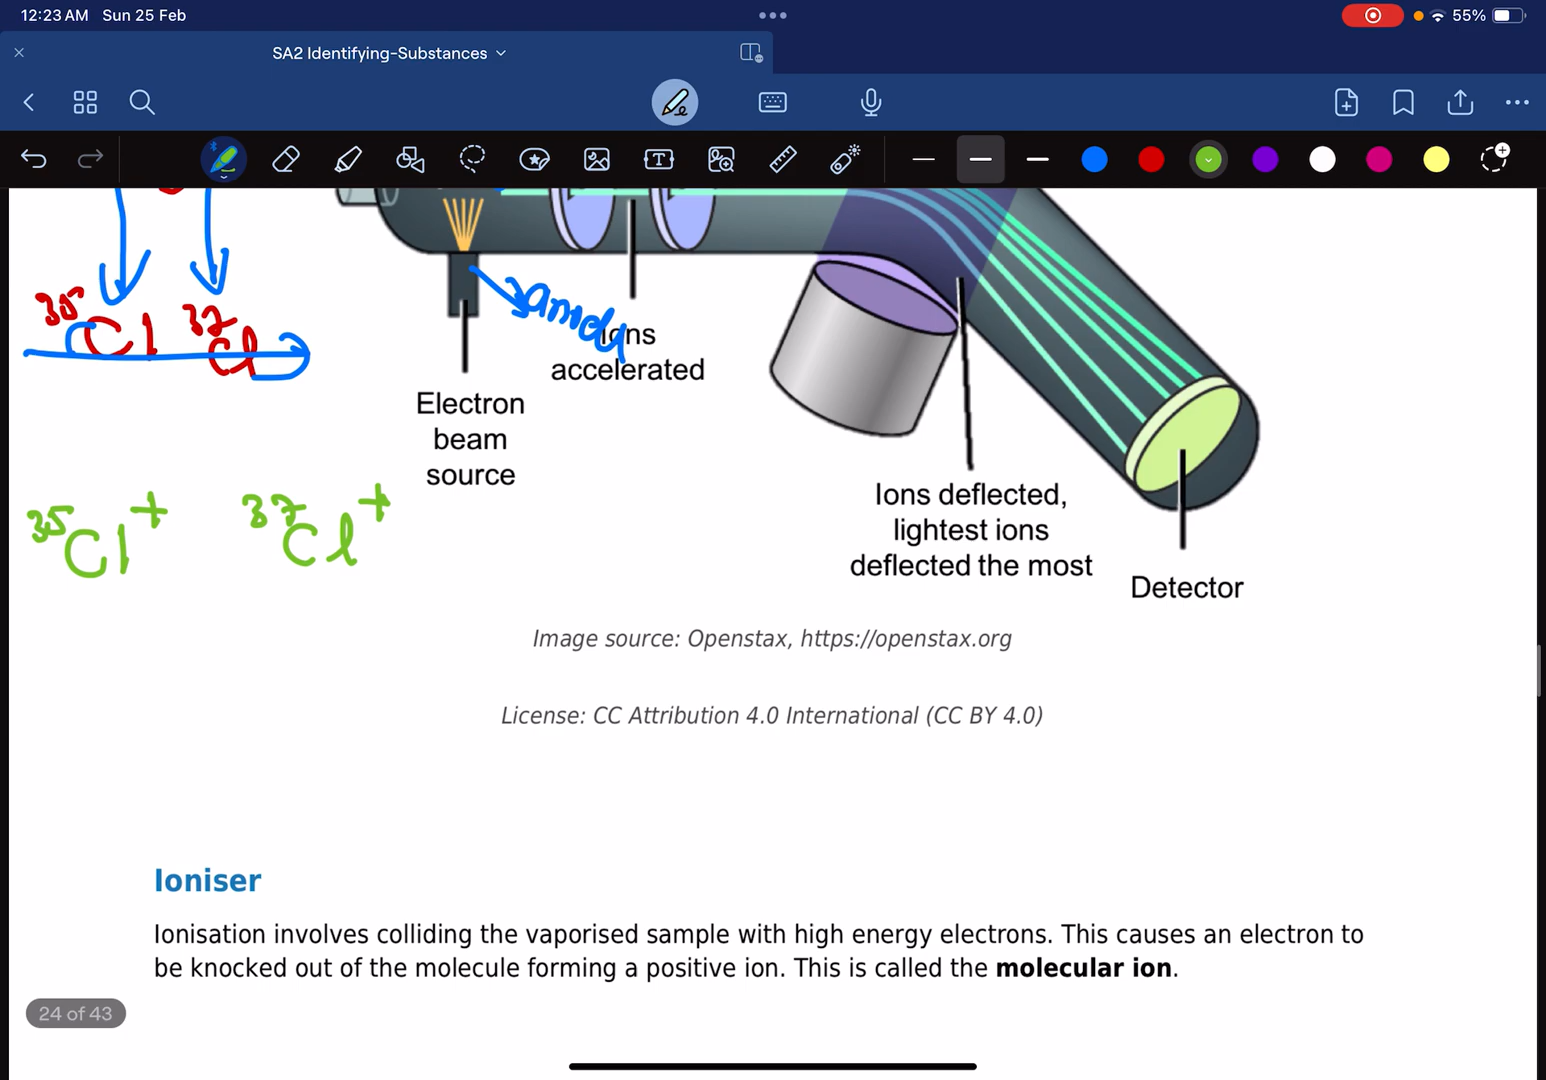 12:23 AM Sun 25 Feb
55%
SA2 Identifying-Substances
T
35Cl 37Cl
Ions
accelerated
Electron
beam
source
35Cl+ 37Cl+
Ions deflected,
lightest ions
deflected the most
Detector
Image source: Openstax, https://openstax.org
License: CC Attribution 4.0 International (CC BY 4.0)
Ioniser
Ionisation involves colliding the vaporised sample with high energy electrons. This causes an electron to
be knocked out of the molecule forming a positive ion. This is called the molecular ion.
24 of 43